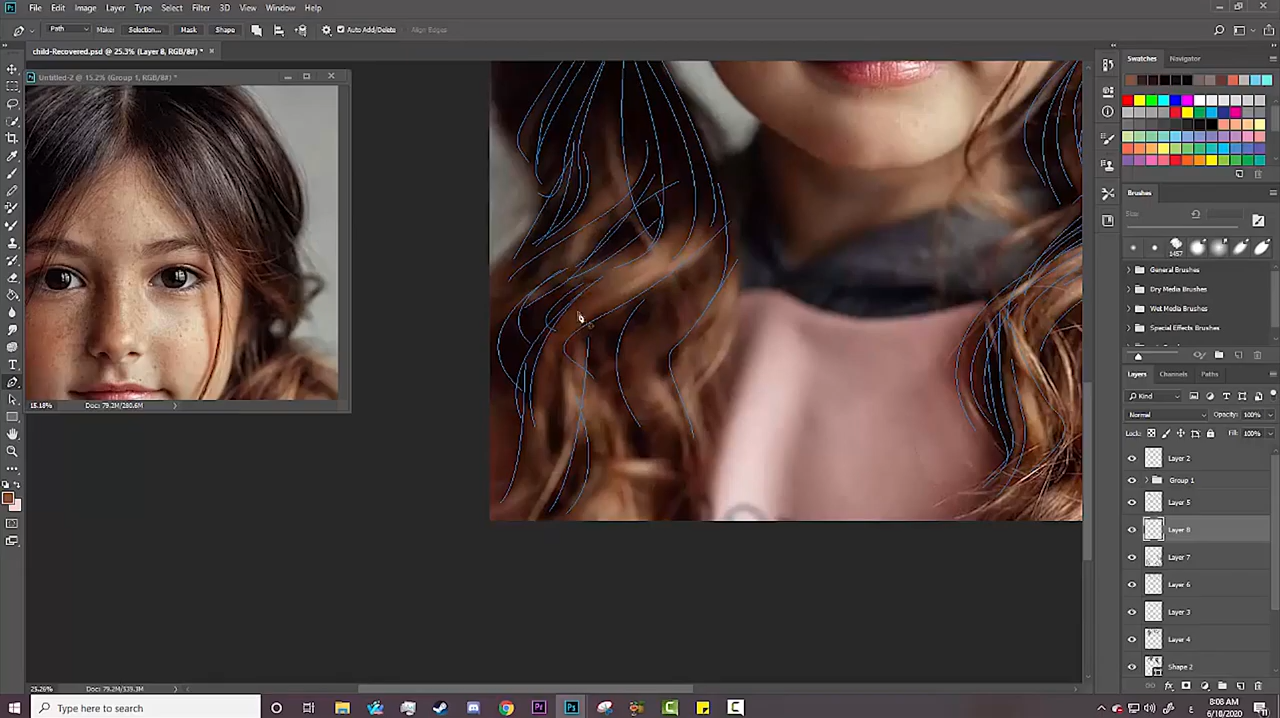 File Edit Image Layer Type Select Filter 3D View Window Help
Path Make: Selection... Mask Shape Auto Add/Delete Align Edges
child-Recovered.psd @ 25.3% (Layer 8, RGB/8#) *
Untitled-2 @ 15.2% (Group 1, RGB/8#) *
15.18% Doc: 79.2M/280.6M
Swatches Navigator
Brushes
Size
1457
General Brushes
Dry Media Brushes
Wet Media Brushes
Special Effects Brushes
Layers Channels Paths
Kind
Normal Opacity: 100%
Lock: Fill: 100%
Layer 2
Group 1
Layer 5
Layer 8
Layer 7
Layer 6
Layer 3
Layer 4
Shape 2
25.26% Doc: 79.2M/539.3M
Type here to search
8:08 AM
6/10/2020